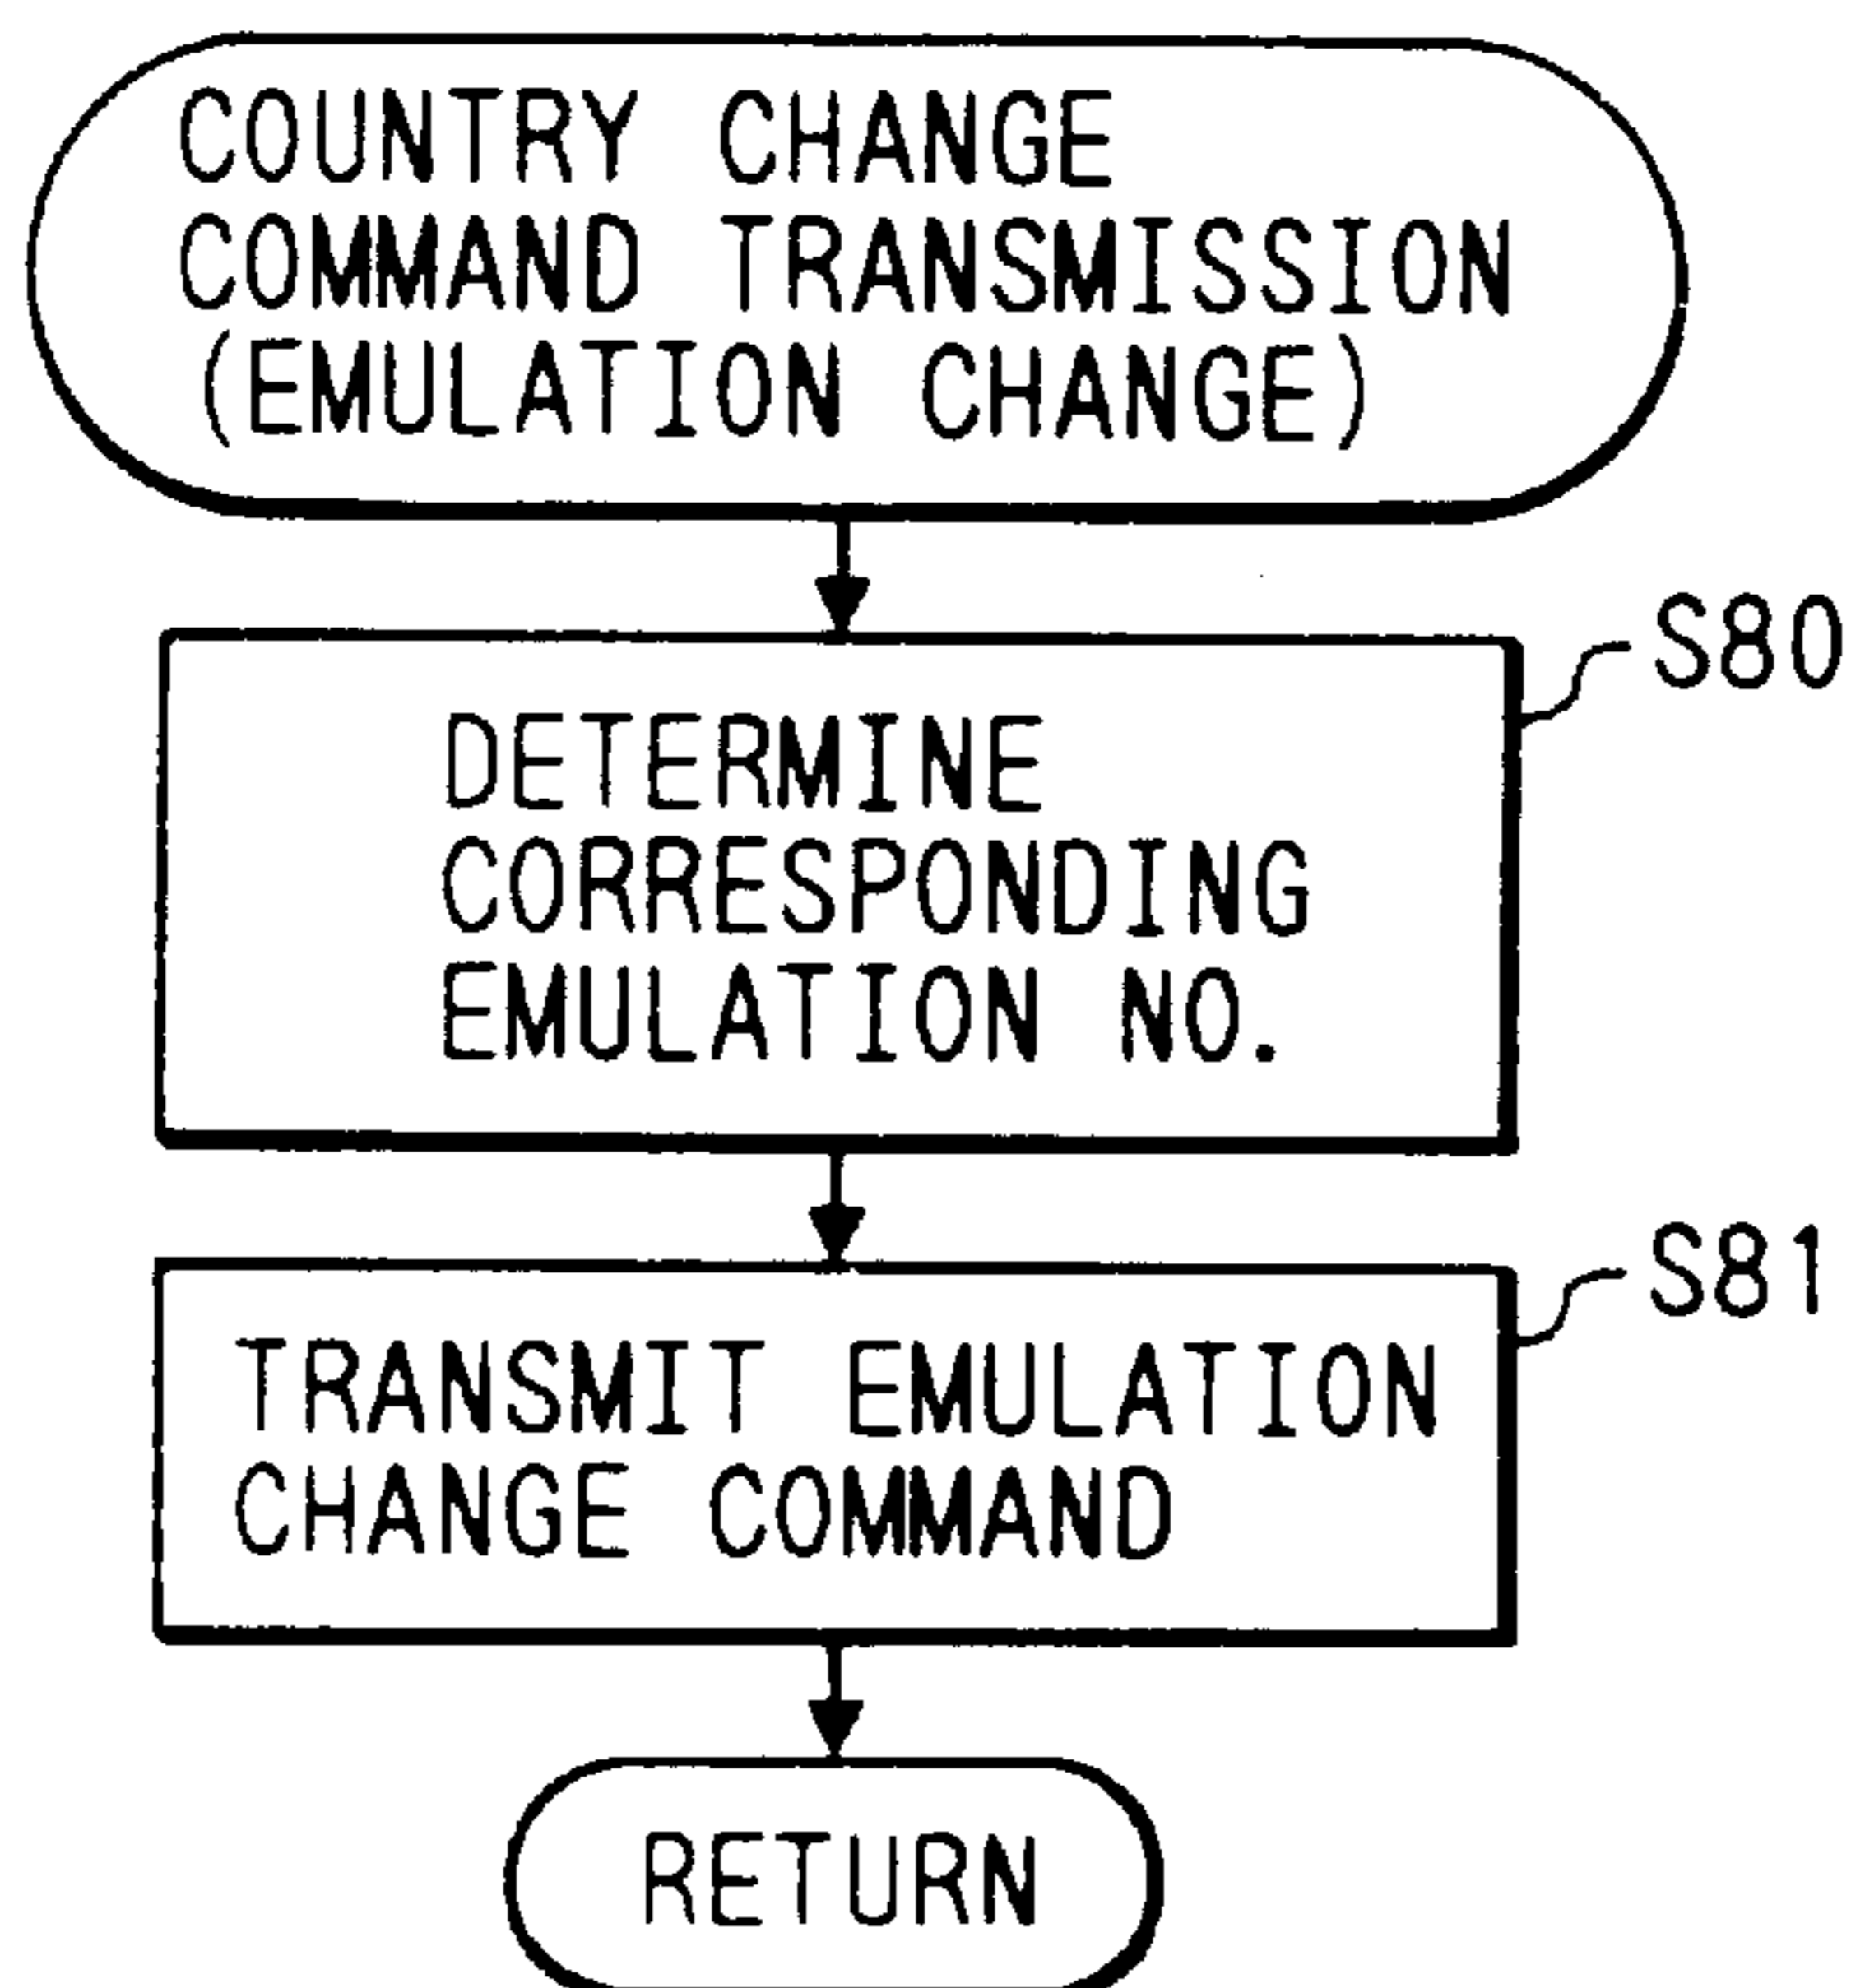 COUNTRY CHANGE
COMMAND TRANSMISSION
(EMULATION CHANGE)
S80
DETERMINE
CORRESPONDING
EMULATION NO.
S81
TRANSMIT EMULATION
CHANGE COMMAND
RETURN